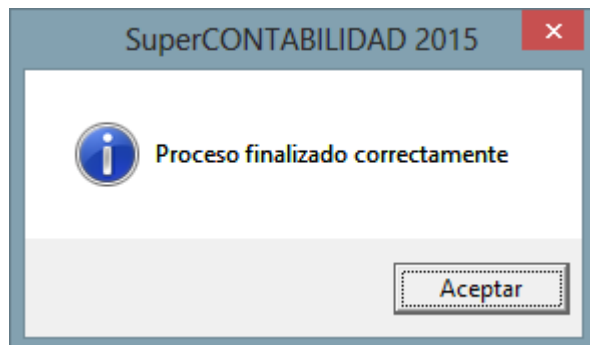 SuperCONTABILIDAD 2015
Proceso finalizado correctamente
Aceptar